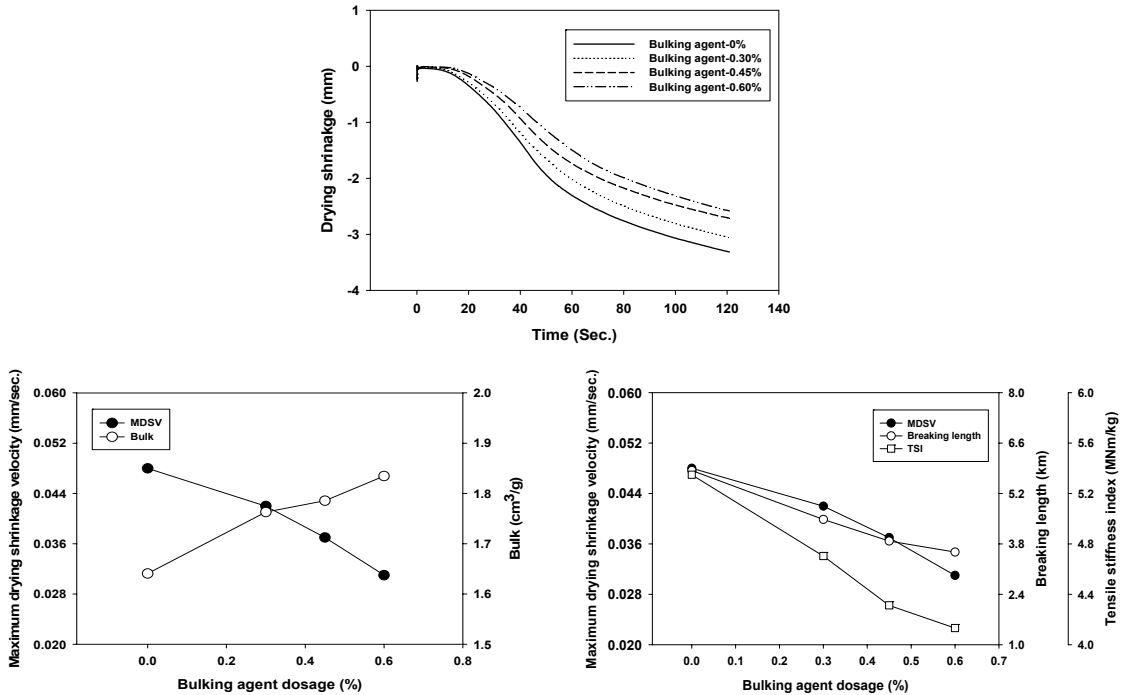 Drying shrinakge (mm)
1
0
-1
-2
-3
-4
Bulking agent-0%
Bulking agent-0.30%
Bulking agent-0.45%
Bulking agent-0.60%
0 20 40 60 80 100 120 140
Time (Sec.)
Maximum drying shrinkage velocity (mm/sec.)
0.060
0.052
0.044
0.036
0.028
0.020
MDSV
Bulk
2.0
1.9
1.8
1.7
1.6
1.5
Bulk (cm³/g)
0.0 0.2 0.4 0.6 0.8
Bulking agent dosage (%)
Maximum drying shrinkage velocity (mm/sec.)
0.060
0.052
0.044
0.036
0.028
0.020
MDSV
Breaking length
TSI
8.0
6.6
5.2
3.8
2.4
1.0
Breaking length (km)
6.0
5.6
5.2
4.8
4.4
4.0
Tensile stiffness index (MNm/kg)
0.0 0.1 0.2 0.3 0.4 0.5 0.6 0.7
Bulking agent dosage (%)